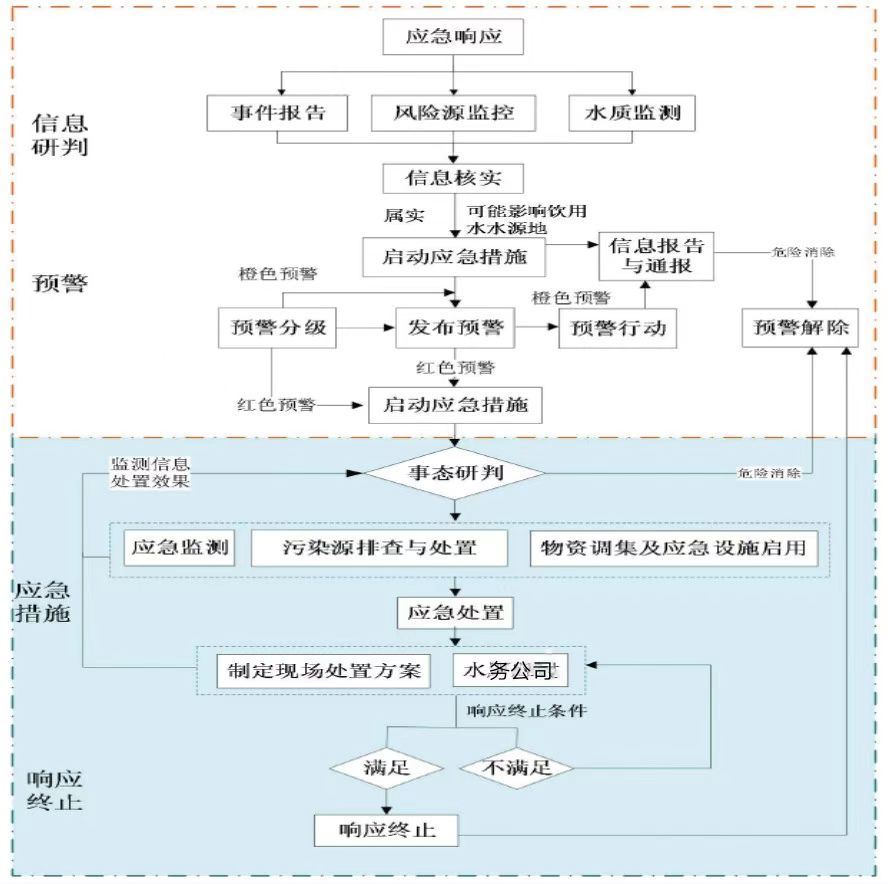 应急响应
事件报告
风险源监控
水质监测
信息
研判
信息核实
属实
可能影响饮用
水水源地
启动应急措施
信息报告
与通报
危险消除
橙色预警
预警
橙色预警
预警分级
发布预警
预警行动
预警解除
红色预警
红色预警
启动应急措施
监测信息
处置效果
事态研判
危险消除
应急监测
污染源排查与处置
物资调集及应急设施启用
应急
措施
应急处置
制定现场处置方案
水务公司
响应终止条件
满足
不满足
响应
终止
响应终止